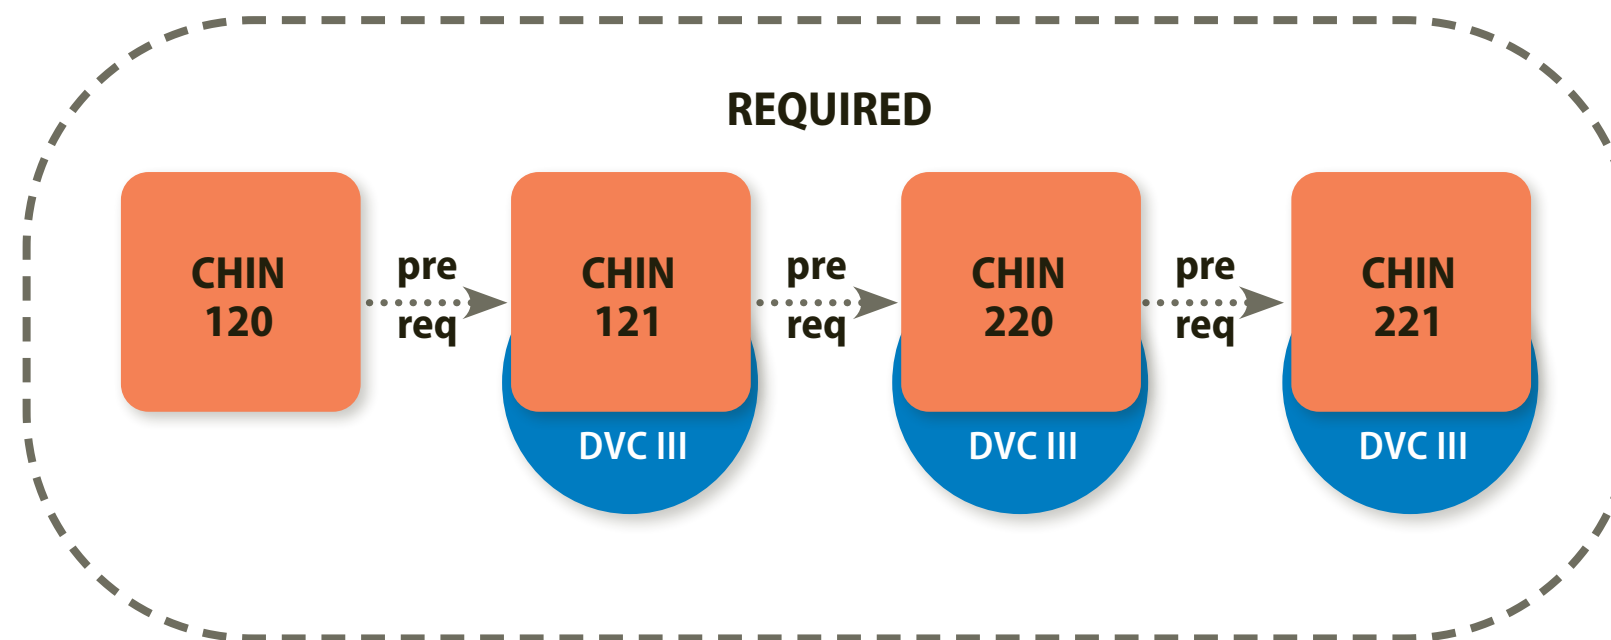 REQUIRED
CHIN
120
pre
req
CHIN
121
DVC III
pre
req
CHIN
220
DVC III
pre
req
CHIN
221
DVC III